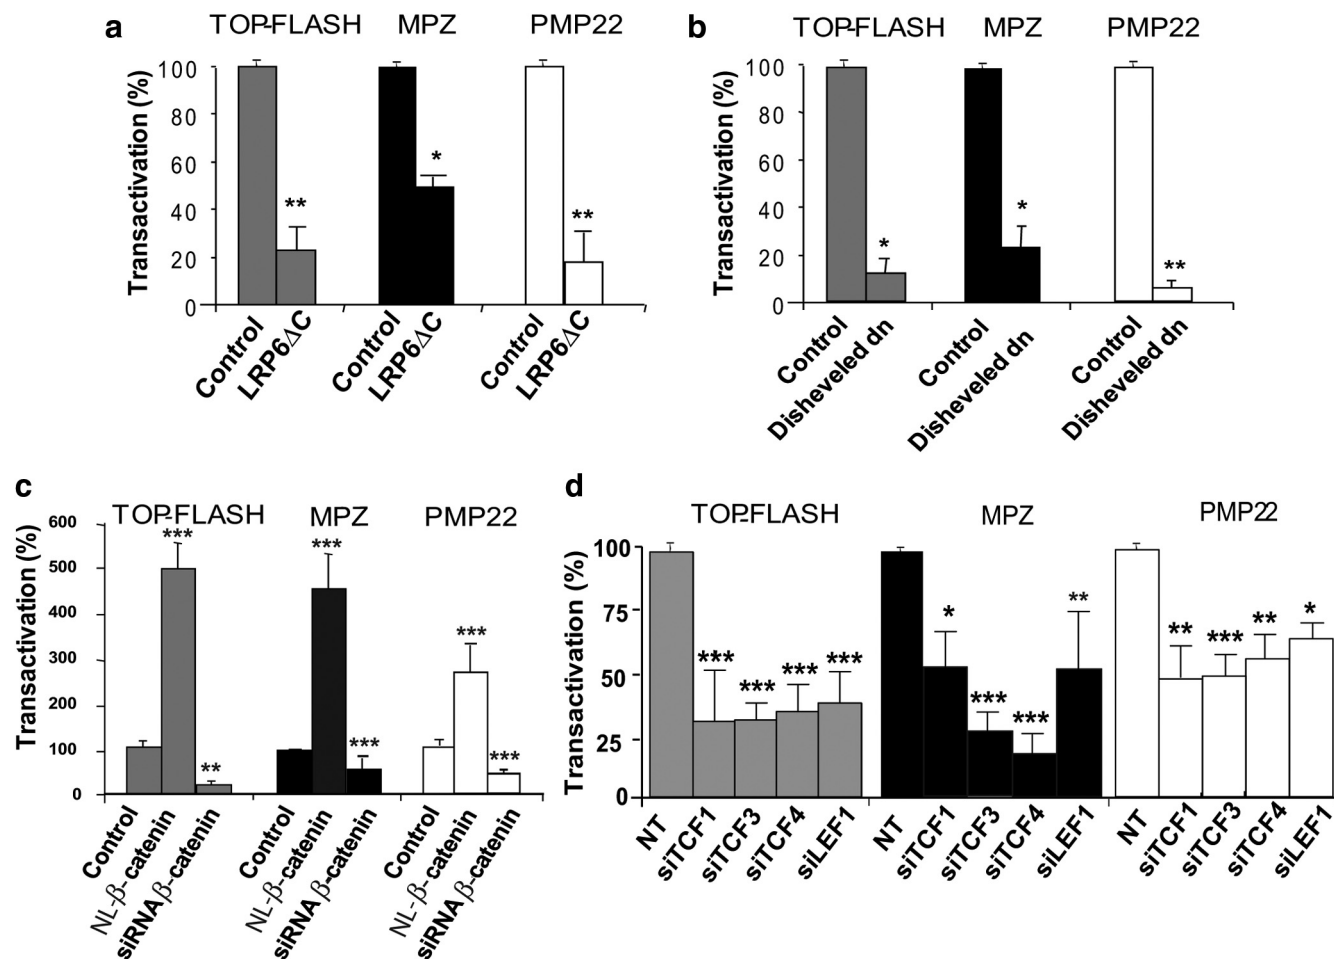 a
TOP-FLASH MPZ PMP22
Transactivation (%)
100
80
60
40
20
0
** * **
Control LRP6ΔC Control LRP6ΔC Control LRP6ΔC
b
TOP-FLASH MPZ PMP22
Transactivation (%)
100
80
60
40
20
0
* * **
Control Disheveled dn Control Disheveled dn Control Disheveled dn
c
TOP-FLASH MPZ PMP22
Transactivation (%)
600
500
400
300
200
100
0
*** ** *** *** *** ***
Control NL-β-catenin siRNA β-catenin Control NL-β-catenin siRNA β-catenin Control NL-β-catenin siRNA β-catenin
d
TOP-FLASH MPZ PMP22
Transactivation (%)
100
75
50
25
0
*** *** *** *** * *** *** ** ** *** ** *
NT siTCF1 siTCF3 siTCF4 siLEF1 NT siTCF1 siTCF3 siTCF4 siLEF1 NT siTCF1 siTCF3 siTCF4 siLEF1